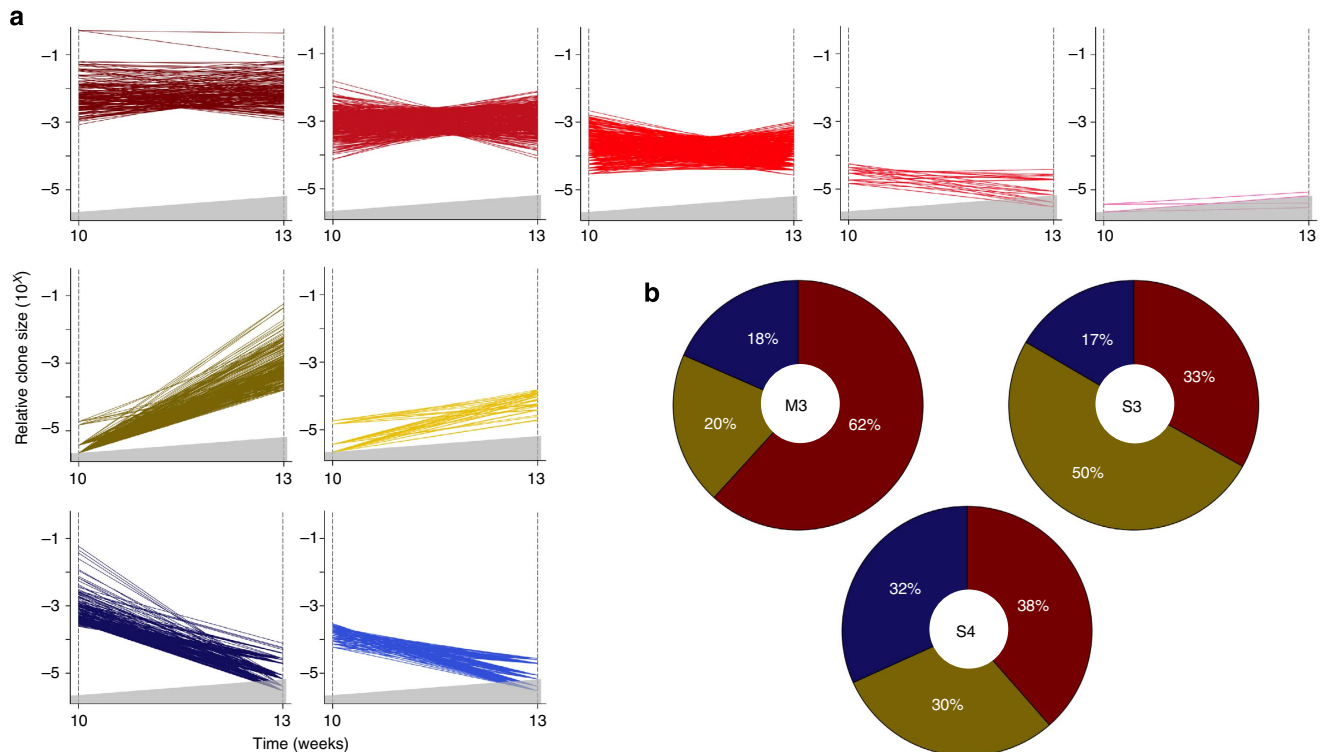 a
−1 −1 −1 −1 −1
−3 −3 −3 −3 −3
−5 −5 −5 −5 −5
10 13 10 13 10 13 10 13 10 13
Relative clone size (10^X)
−1 −1
−3 −3
−5 −5
10 13 10 13
−1 −1
−3 −3
−5 −5
10 13 10 13
Time (weeks)
b
18%
20%
62%
M3
17%
33%
50%
S3
32%
38%
30%
S4